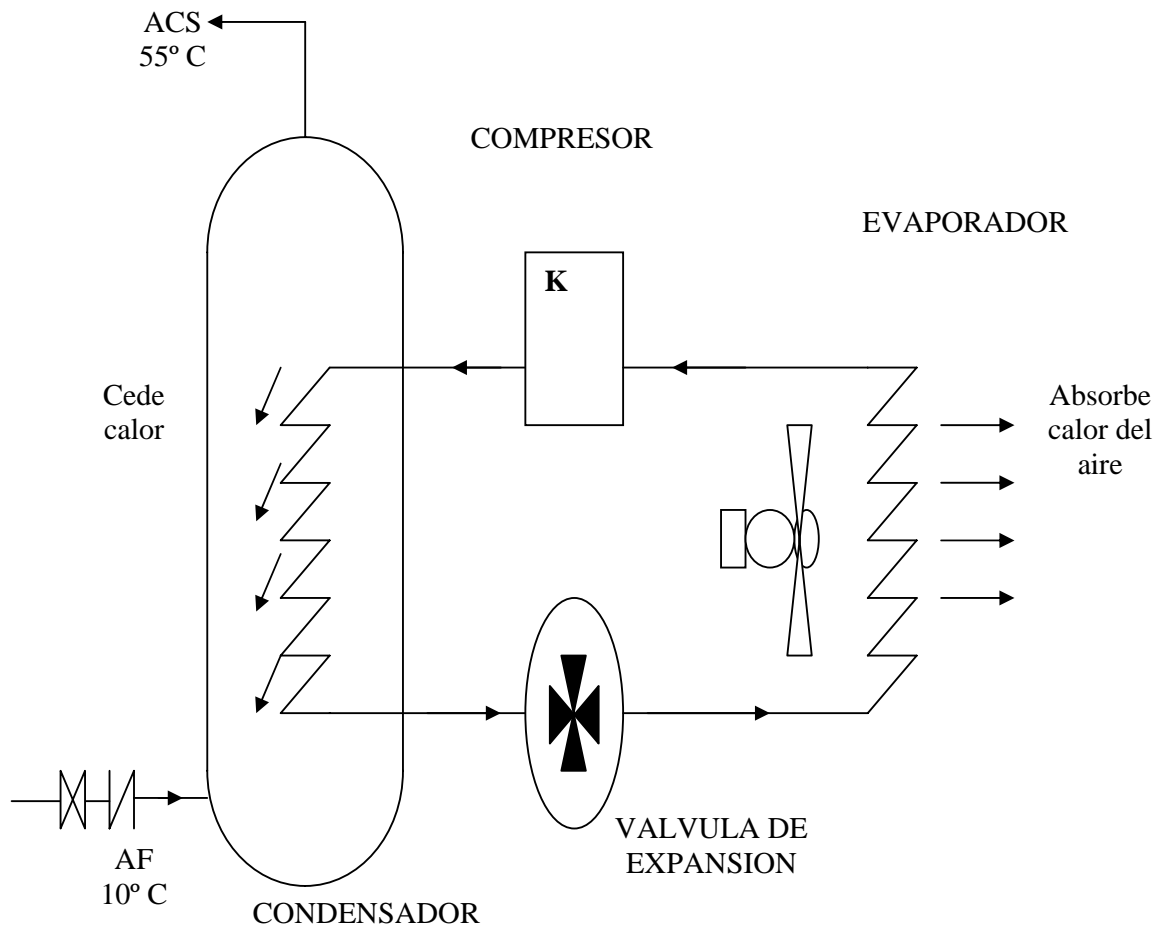 ACS
55º C
COMPRESOR
EVAPORADOR
K
Cede
calor
Absorbe
calor del
aire
VALVULA DE
EXPANSION
AF
10º C
CONDENSADOR